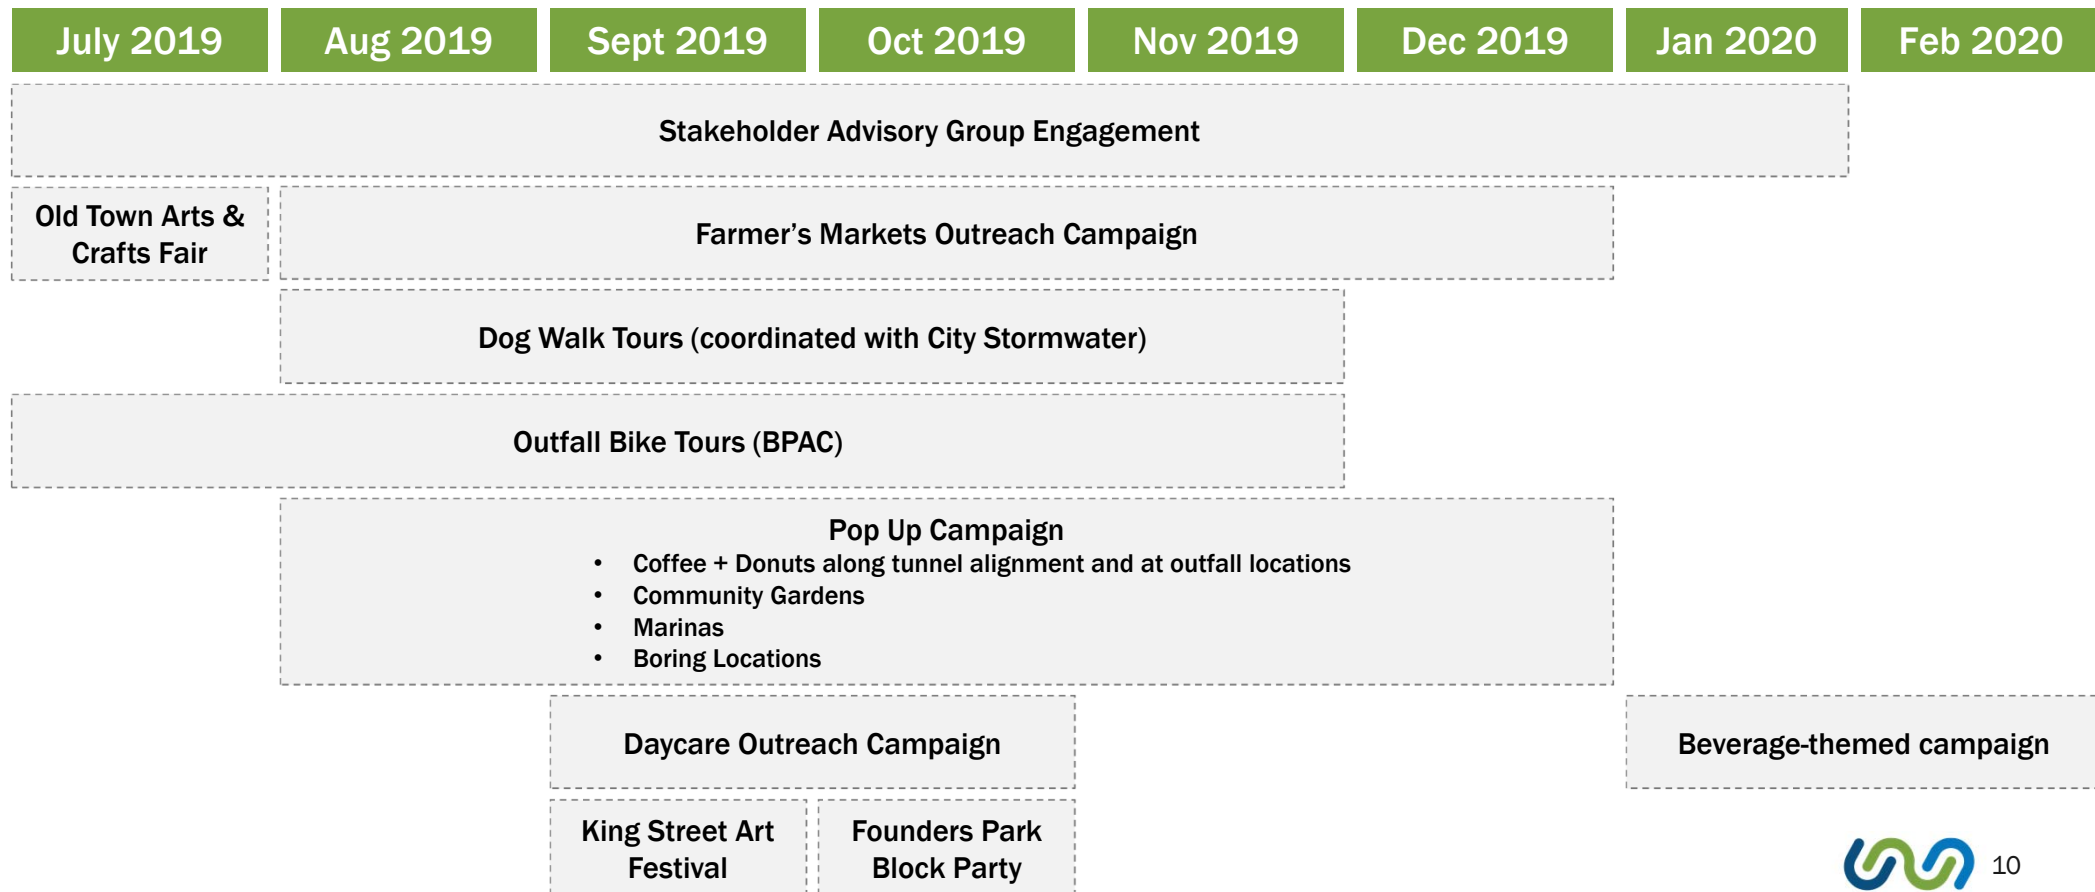 July 2019
Aug 2019
Sept 2019
Oct 2019
Nov 2019
Dec 2019
Jan 2020
Feb 2020
Stakeholder Advisory Group Engagement
Old Town Arts &
Crafts Fair
Farmer’s Markets Outreach Campaign
Dog Walk Tours (coordinated with City Stormwater)
Outfall Bike Tours (BPAC)
Pop Up Campaign
• Coffee + Donuts along tunnel alignment and at outfall locations
• Community Gardens
• Marinas
• Boring Locations
Daycare Outreach Campaign
Beverage-themed campaign
King Street Art
Festival
Founders Park
Block Party
10